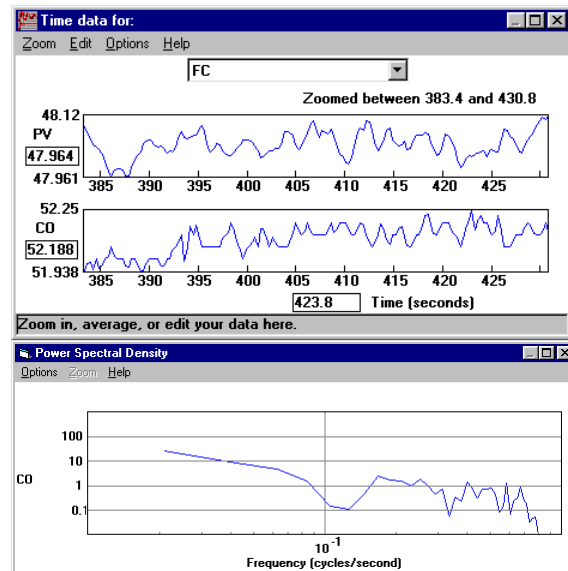 Time data for:
Zoom Edit Options Help
FC
Zoomed between 383.4 and 430.8
48.12
PV
47.964
47.961
385 390 395 400 405 410 415 420 425
52.25
CO
52.188
51.938
385 390 395 400 405 410 415 420 425
423.8 Time (seconds)
Zoom in, average, or edit your data here.
Power Spectral Density
Options Zoom Help
100
10
CO 1
0.1
10⁻¹
Frequency (cycles/second)